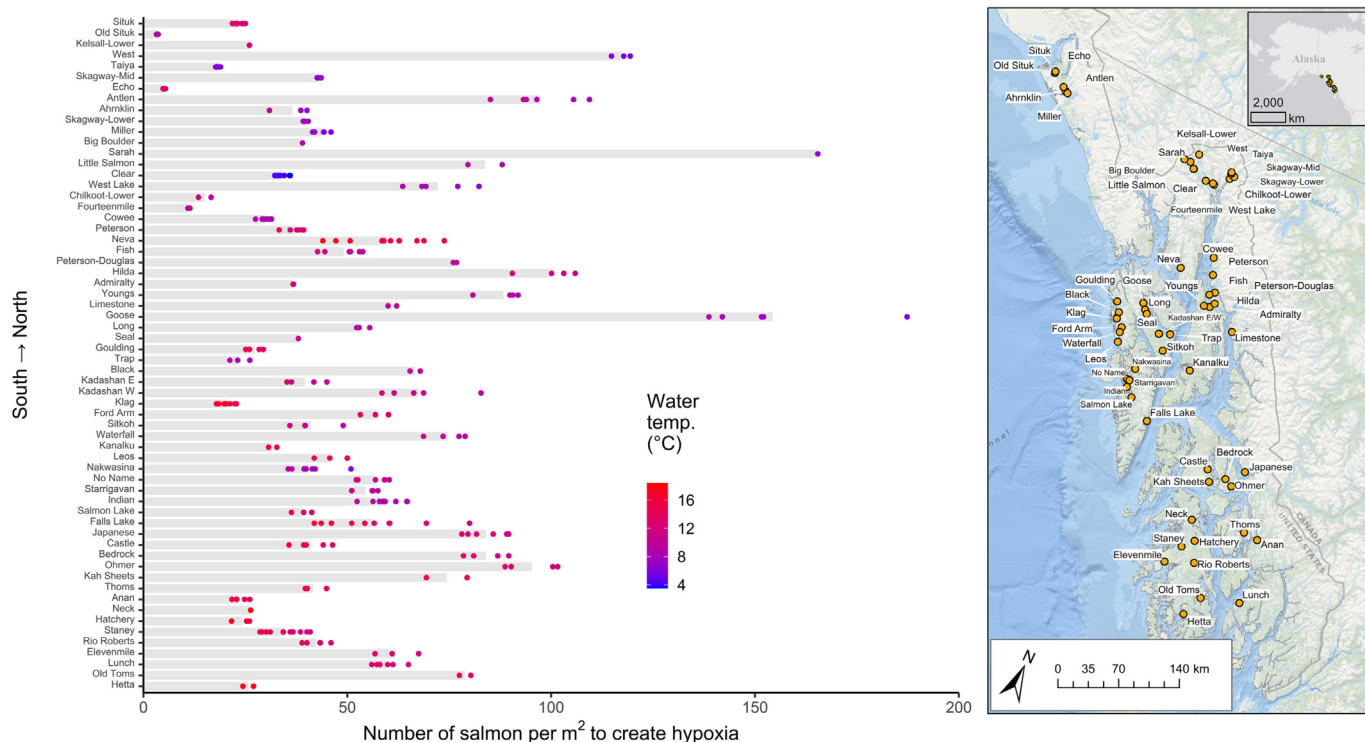 Situk
Old Situk
Kelsall-Lower
West
Taiya
Skagway-Mid
Echo
Antlen
Ahrnklin
Skagway-Lower
Miller
Big Boulder
Sarah
Little Salmon
Clear
West Lake
Chilkoot-Lower
Fourteenmile
Cowee
Peterson
Neva
Fish
Peterson-Douglas
Hilda
Admiralty
Youngs
Limestone
Goose
Long
Seal
Goulding
Trap
Black
Kadashan E
Kadashan W
Klag
Ford Arm
Sitkoh
Waterfall
Kanalku
Leos
Nakwasina
No Name
Starrigavan
Indian
Salmon Lake
Falls Lake
Japanese
Castle
Bedrock
Ohmer
Kah Sheets
Thoms
Anan
Neck
Hatchery
Staney
Rio Roberts
Elevenmile
Lunch
Old Toms
Hetta
South → North
0 50 100 150 200
Number of salmon per m² to create hypoxia
Water
temp.
(°C)
16
12
8
4
Alaska
2,000
km
Situk
Echo
Old Situk
Antlen
Ahrnklin
Miller
Kelsall-Lower
Sarah
West
Taiya
Big Boulder
Skagway-Mid
Little Salmon
Clear
Skagway-Lower
Chilkoot-Lower
Fourteenmile
West Lake
Atlin Lake
Cowee
Neva
Peterson
Goulding
Goose
Youngs
Fish
Peterson-Douglas
Black
Long
Hilda
Klag
Kadashan E/W
Admiralty
Ford Arm
Seal
Trap
Limestone
Waterfall
Sitkoh
Leos
Nakwasina
Kanalku
No Name
Starrigavan
Indian
Salmon Lake
Falls Lake
Bedrock
Castle
Japanese
Kah Sheets
Ohmer
Neck
Thoms
Staney
Hatchery
Anan
Elevenmile
Rio Roberts
CANADA
UNITED STATES
Old Toms
Lunch
Hetta
N
0 35 70 140 km